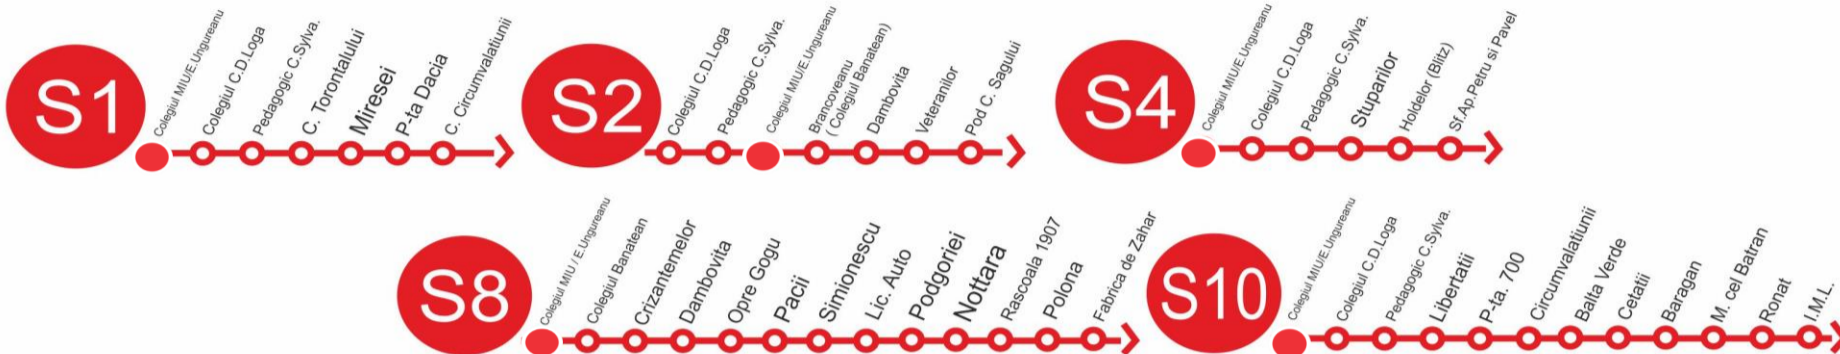 S1
Colegiul MIU/E.Ungureanu
Colegiul C.D.Loga
Pedagogic C.Sylva.
C. Torontalului
Miresei
P-ta Dacia
C. Circumvalatiunii
S2
Colegiul C.D.Loga
Pedagogic C.Sylva.
Colegiul MIU/E.Ungureanu
Brancoveanu
( Colegiul Banatean)
Dambovita
Veteranilor
Pod C. Sagului
S4
Colegiul MIU/E.Ungureanu
Colegiul C.D.Loga
Pedagogic C.Sylva.
Stuparilor
Holdelor (Blitz)
Sf.Ap.Petru si Pavel
S8
Colegiul MIU / E.Ungureanu
Colegiul Banatean
Crizantemelor
Dambovita
Opre Gogu
Pacii
Simionescu
Lic. Auto
Podgoriei
Nottara
Rascoala 1907
Polona
Fabrica de Zahar
S10
Colegiul MIU/E.Ungureanu
Colegiul C.D.Loga
Pedagogic C.Sylva.
Libertatii
P-ta. 700
Circumvalatiunii
Balta Verde
Cetatii
Baragan
M. cel Batran
Ronat
I.M.L.